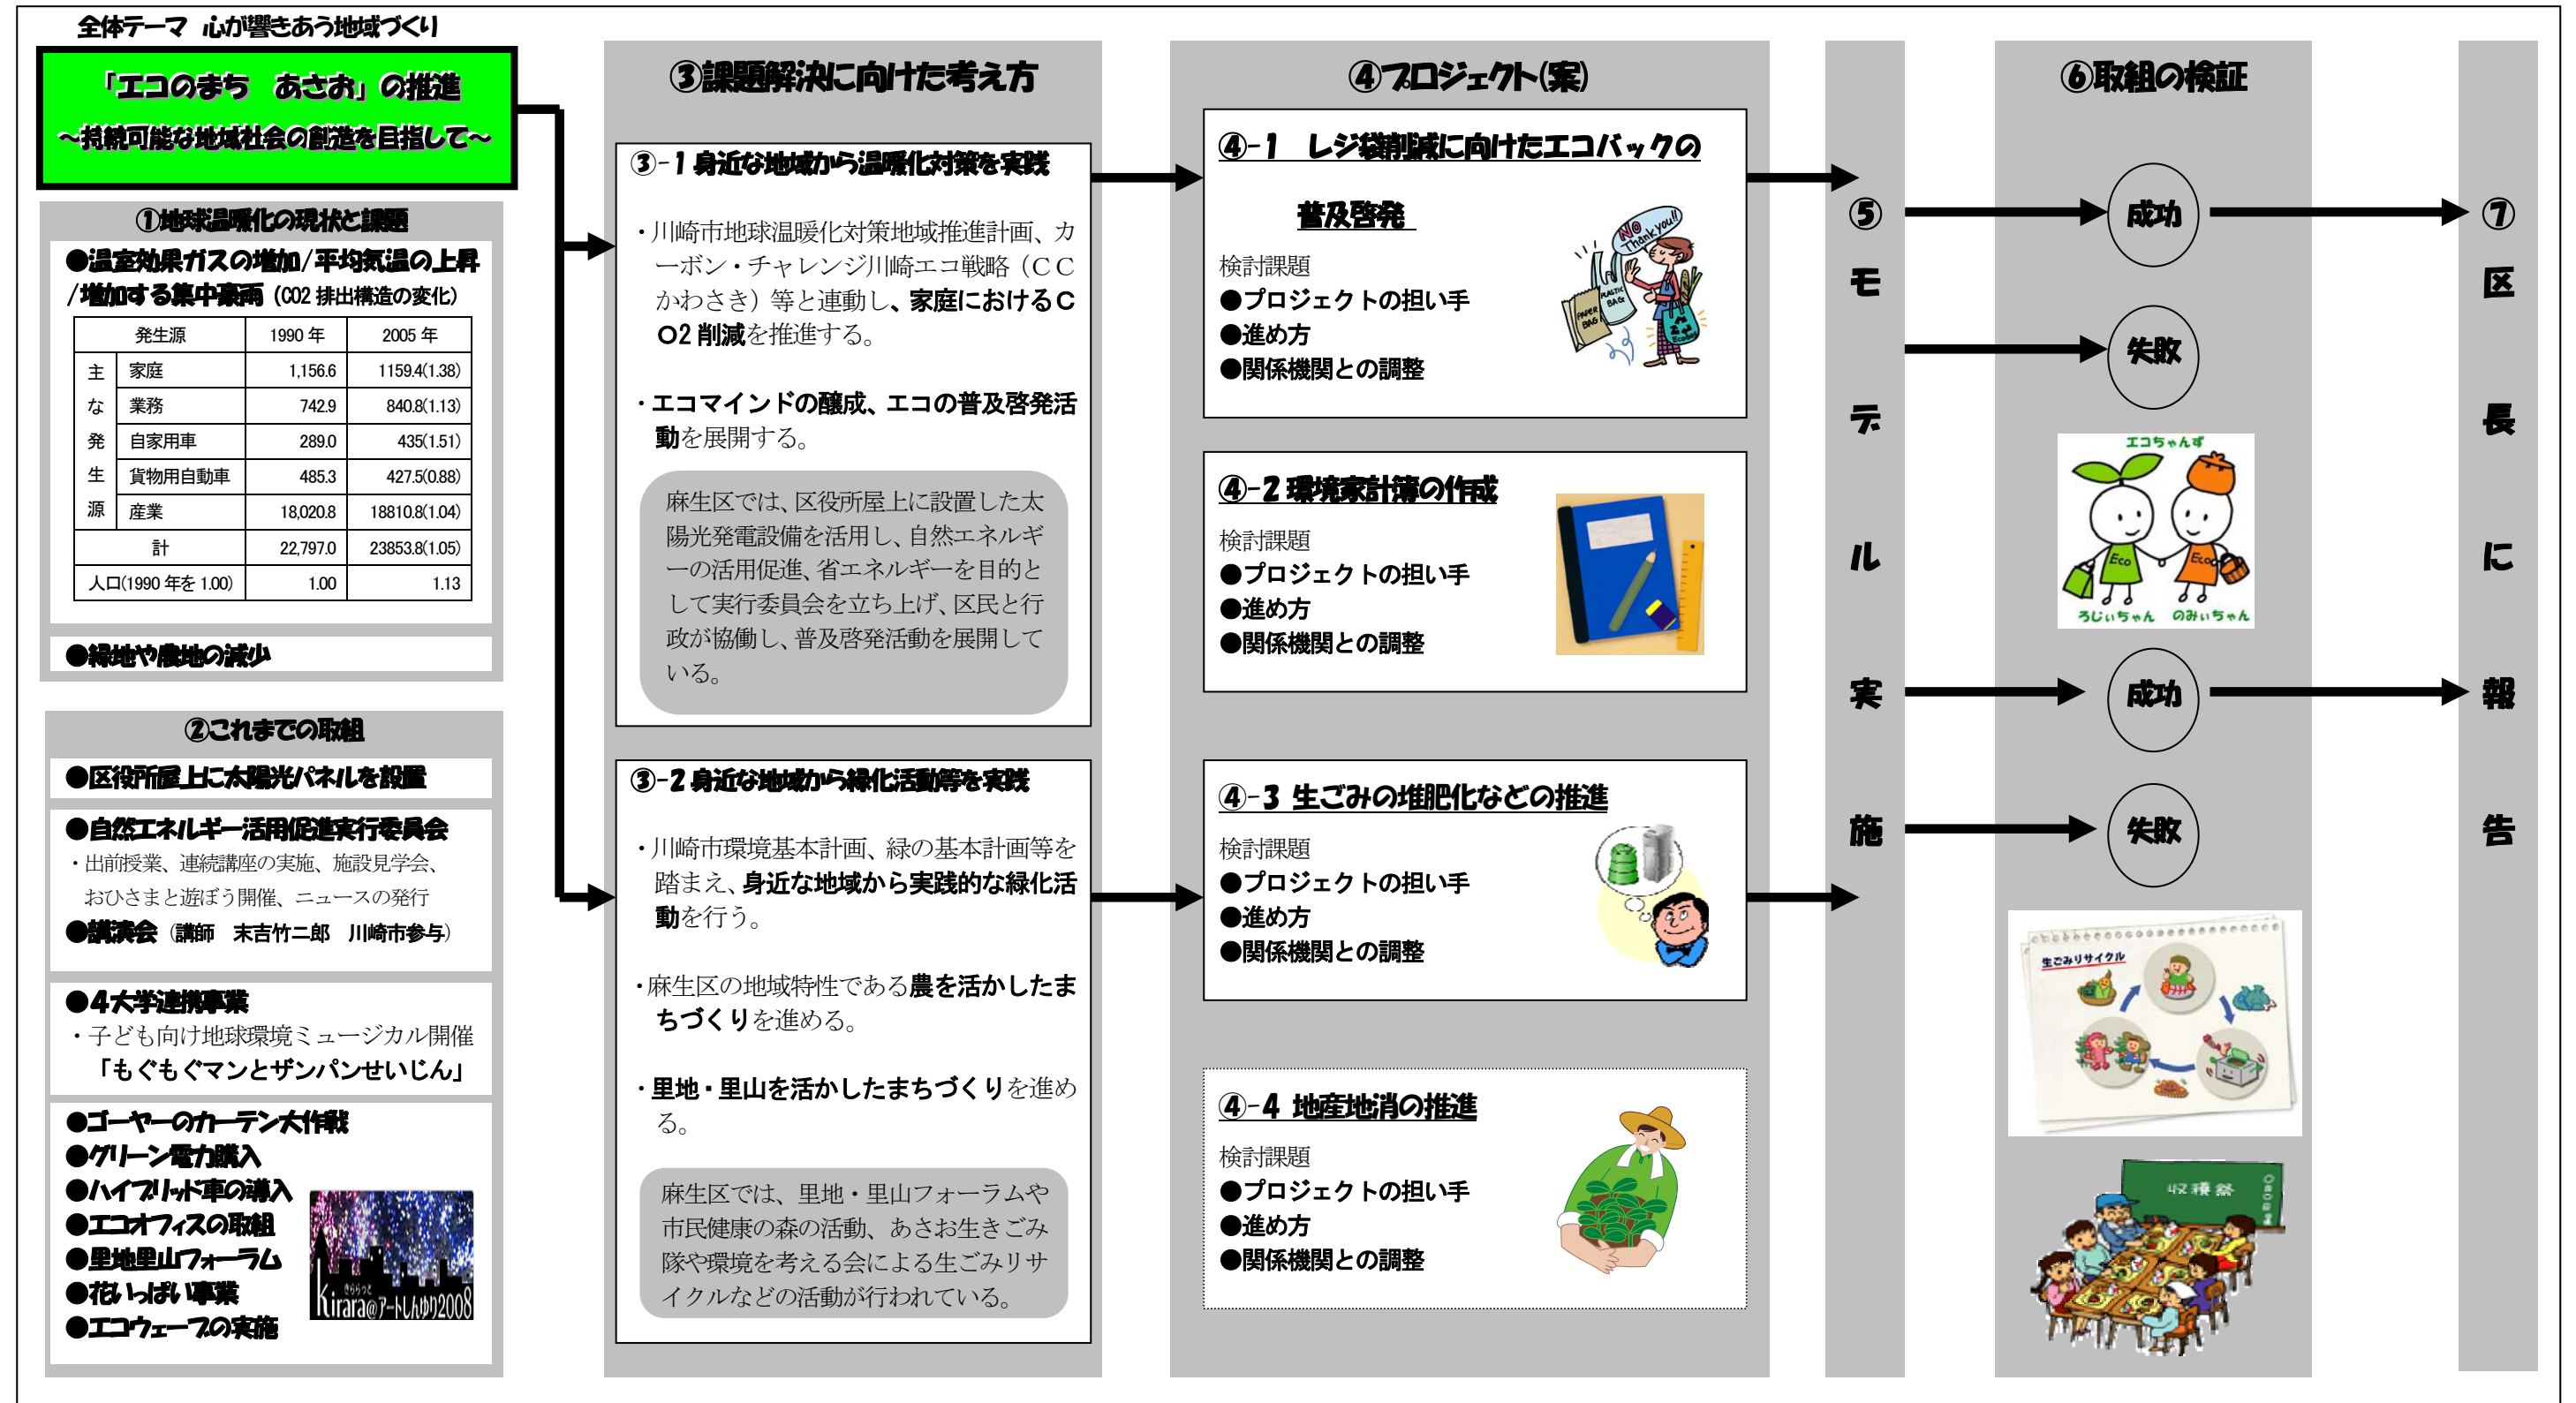 全体テーマ 心が響きあう地域づくり
「エコのまち　あさお」の推進
～持続可能な地域社会の創造を目指して～
①地球温暖化の現状と課題
●温室効果ガスの増加/平均気温の上昇
/増加する集中豪雨（CO2 排出構造の変化）
発生源 1990 年 2005 年
主な発生源
家庭 1,156.6 1159.4(1.38)
業務 742.9 840.8(1.13)
自家用車 289.0 435(1.51)
貨物用自動車 485.3 427.5(0.88)
産業 18,020.8 18810.8(1.04)
計 22,797.0 23853.8(1.05)
人口(1990 年を 1.00) 1.00 1.13
●緑地や農地の減少
②これまでの取組
●区役所屋上に太陽光パネルを設置
●自然エネルギー活用促進実行委員会
・出前授業、連続講座の実施、施設見学会、
おひさまと遊ぼう開催、ニュースの発行
●講演会（講師　末吉竹二郎　川崎市参与）
●４大学連携事業
・子ども向け地球環境ミュージカル開催
「もぐもぐマンとザンパンせいじん」
●ゴーヤーのカーテン大作戦
●グリーン電力購入
●ハイブリッド車の導入
●エコオフィスの取組
●里地里山フォーラム
●花いっぱい事業
●エコウェーブの実施
きららっと
kirara@アートしんゆり2008
③課題解決に向けた考え方
③-1 身近な地域から温暖化対策を実践
・川崎市地球温暖化対策地域推進計画、カ
ーボン・チャレンジ川崎エコ戦略（ＣＣ
かわさき）等と連動し、家庭におけるＣ
Ｏ2 削減を推進する。
・エコマインドの醸成、エコの普及啓発活
動を展開する。
麻生区では、区役所屋上に設置した太
陽光発電設備を活用し、自然エネルギ
ーの活用促進、省エネルギーを目的と
して実行委員会を立ち上げ、区民と行
政が協働し、普及啓発活動を展開して
いる。
③-2 身近な地域から緑化活動等を実践
・川崎市環境基本計画、緑の基本計画等を
踏まえ、身近な地域から実践的な緑化活
動を行う。
・麻生区の地域特性である農を活かしたま
ちづくりを進める。
・里地・里山を活かしたまちづくりを進め
る。
麻生区では、里地・里山フォーラムや
市民健康の森の活動、あさお生きごみ
隊や環境を考える会による生ごみリサ
イクルなどの活動が行われている。
④プロジェクト(案)
④-1　レジ袋削減に向けたエコバックの
普及啓発
検討課題
●プロジェクトの担い手
●進め方
●関係機関との調整
NO
Thank you!!
PLASTIC
BAG
PAPER
BAG
④-2 環境家計簿の作成
検討課題
●プロジェクトの担い手
●進め方
●関係機関との調整
④-3 生ごみの堆肥化などの推進
検討課題
●プロジェクトの担い手
●進め方
●関係機関との調整
④-4 地産地消の推進
検討課題
●プロジェクトの担い手
●進め方
●関係機関との調整
⑤モデル実施
⑥取組の検証
成功
失敗
エコちゃんず
Eco
Eco
ろじぃちゃん のみぃちゃん
成功
失敗
生ごみリサイクル
収穫祭
⑦区長に報告